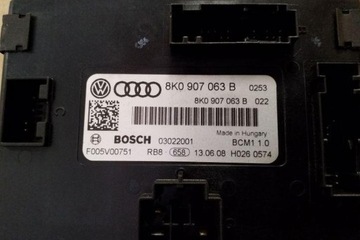 8K0 907 063 B 0253
8K0 907 063 B 022
Made in Hungary
BOSCH 03022001 BCM1 1.0
F005V00751 RB8 656 13.06.08 H026 0574